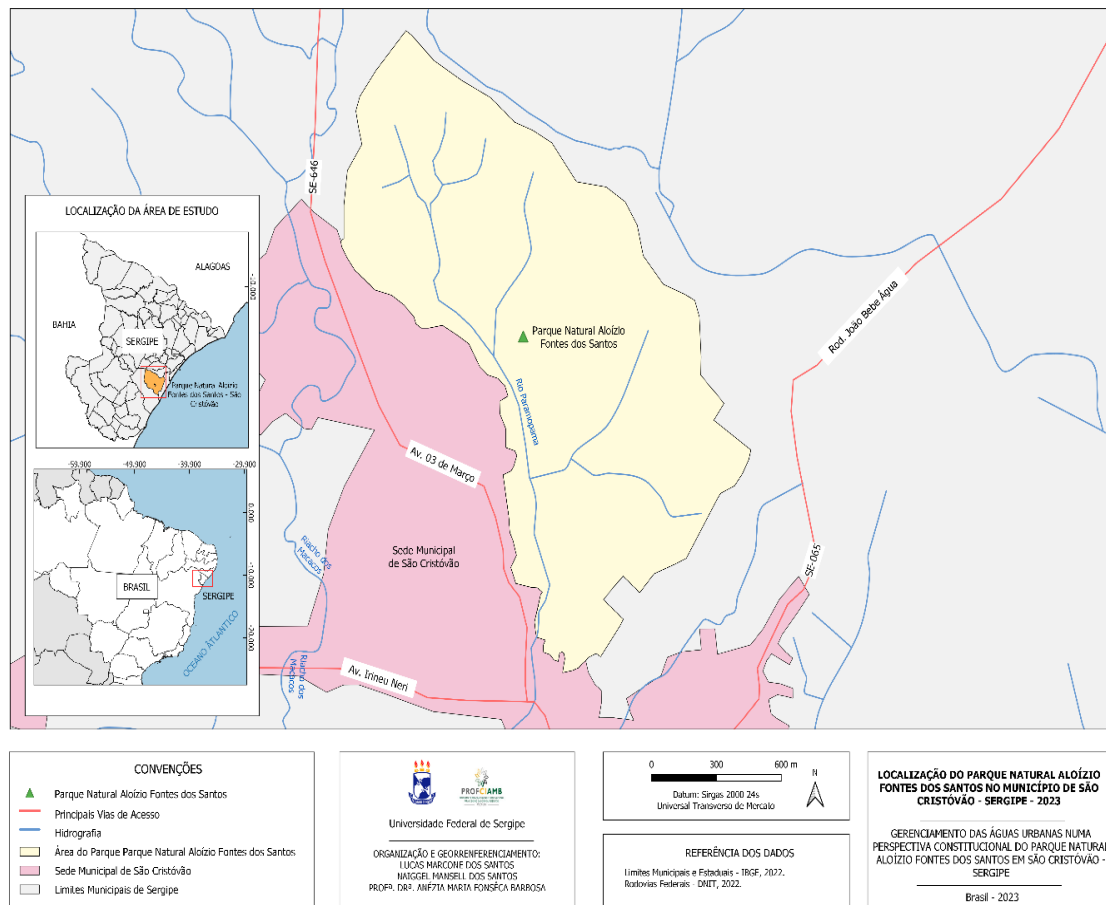 SE-646
LOCALIZAÇÃO DA ÁREA DE ESTUDO
ALAGOAS
-10.000
BAHIA
SERGIPE
Parque Natural Aloízio
Fontes dos Santos - São
Cristóvão
-59.900
-49.900
-39.900
-29.900
0.000
-10.000
-20.000
BRASIL
SERGIPE
OCEANO ATLANTICO
Parque Natural Aloízio
Fontes dos Santos
Rio Paramopama
Rod. João Bebe Água
Av. 03 de Março
Sede Municipal
de São Cristóvão
Riacho dos
Macacos
SE-065
Riacho dos
Macacos
Av. Irineu Neri
CONVENÇÕES
Parque Natural Aloízio Fontes dos Santos
Principais Vias de Acesso
Hidrografia
Área do Parque Parque Natural Aloízio Fontes dos Santos
Sede Municipal de São Cristóvão
Limites Municipais de Sergipe
PROFCIAMB
Universidade Federal de Sergipe
ORGANIZAÇÃO E GEORRENFERENCIAMENTO:
LUCAS MARCONE DOS SANTOS
NAIGGEL MANSELL DOS SANTOS
PROFª. DRª. ANÉZIA MARIA FONSÊCA BARBOSA
0 300 600 m
N
Datum: Sirgas 2000 24s
Universal Transverso de Mercato
REFERÊNCIA DOS DADOS
Limites Municipais e Estaduais - IBGE, 2022.
Rodovias Federais - DNIT, 2022.
LOCALIZAÇÃO DO PARQUE NATURAL ALOÍZIO
FONTES DOS SANTOS NO MUNICÍPIO DE SÃO
CRISTÓVÃO - SERGIPE - 2023
GERENCIAMENTO DAS ÁGUAS URBANAS NUMA
PERSPECTIVA CONSTITUCIONAL DO PARQUE NATURAL
ALOÍZIO FONTES DOS SANTOS EM SÃO CRISTÓVÃO -
SERGIPE
Brasil - 2023